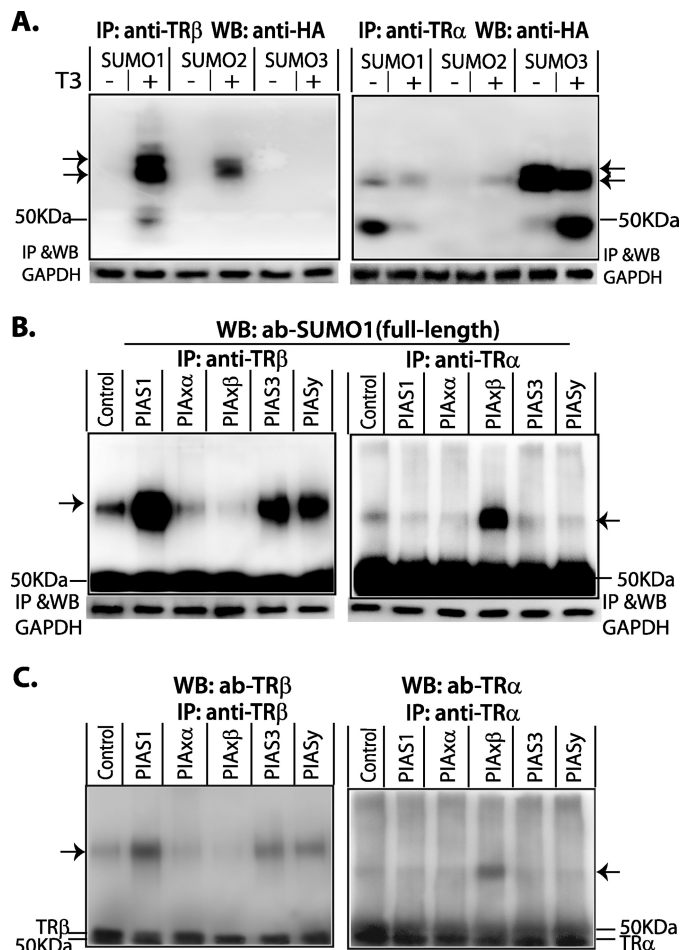 A.
IP: anti-TRβ WB: anti-HA
IP: anti-TRα WB: anti-HA
SUMO1 SUMO2 SUMO3
SUMO1 SUMO2 SUMO3
T3 - + - + - +
- + - + - +
50KDa
50KDa
IP &WB
IP &WB
GAPDH
GAPDH
B.
WB: ab-SUMO1(full-length)
IP: anti-TRβ
IP: anti-TRα
Control PIAS1 PIAxα PIAxβ PIAS3 PIASy
Control PIAS1 PIAxα PIAxβ PIAS3 PIASy
50KDa
50KDa
IP &WB
IP &WB
GAPDH
GAPDH
C.
WB: ab-TRβ
WB: ab-TRα
IP: anti-TRβ
IP: anti-TRα
Control PIAS1 PIAxα PIAxβ PIAS3 PIASy
Control PIAS1 PIAxα PIAxβ PIAS3 PIASy
TRβ
50KDa
50KDa
TRα